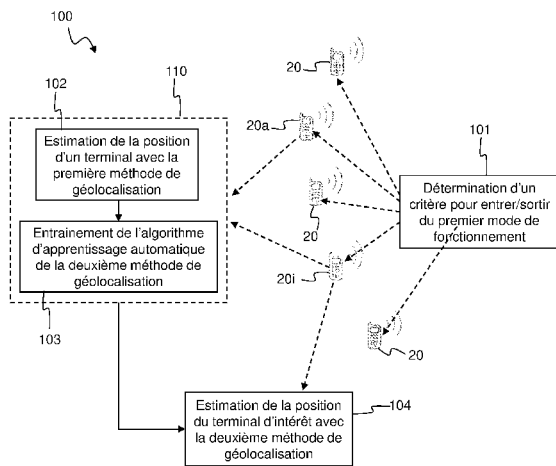 100
102
110
20
20a
101
Estimation de la position
d'un terminal avec la
première méthode de
géolocalisation
Détermination d'un
critère pour entrer/sortir
du premier mode de
fonctionnement
Entrainement de l'algorithme
d'apprentissage automatique
de la deuxième méthode de
géolocalisation
20
20i
103
20
Estimation de la position
du terminal d'intérêt avec
la deuxième méthode de
géolocalisation
104